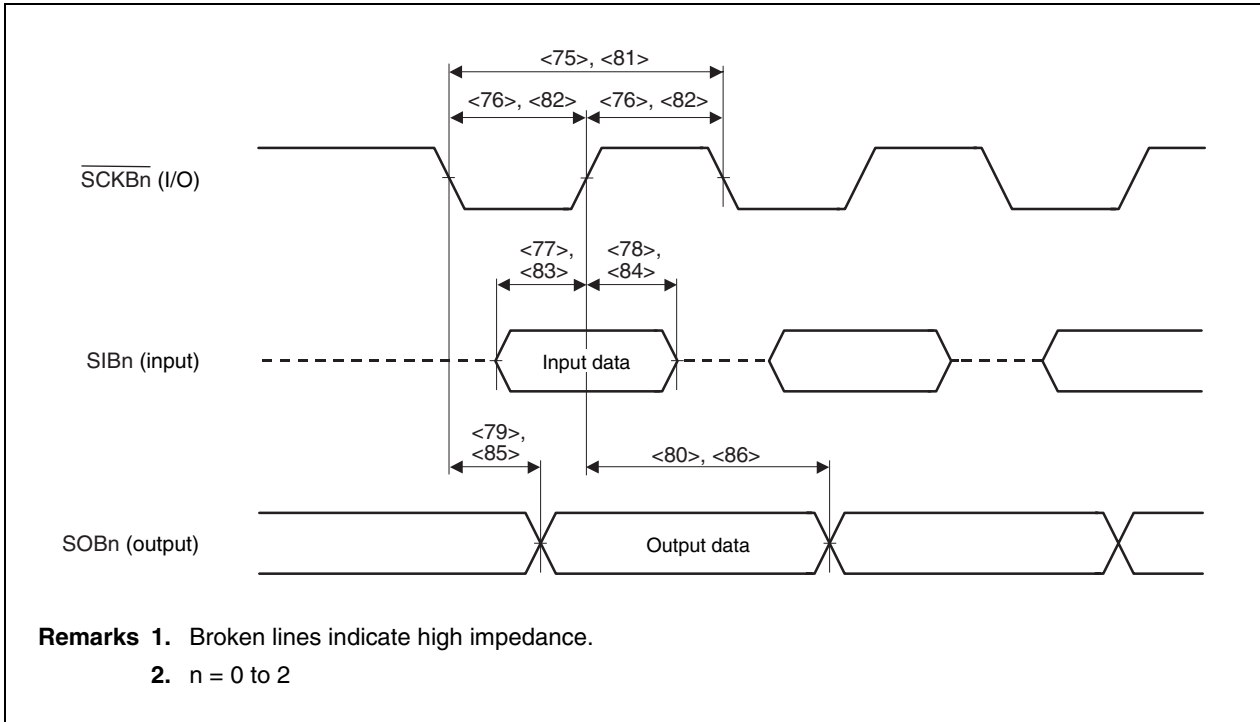 <75>, <81>
<76>, <82> <76>, <82>
SCKBn (I/O)
<77>, <78>,
<83> <84>
SIBn (input)
Input data
<79>,
<85>
<80>, <86>
SOBn (output)
Output data
Remarks 1. Broken lines indicate high impedance.
2. n = 0 to 2